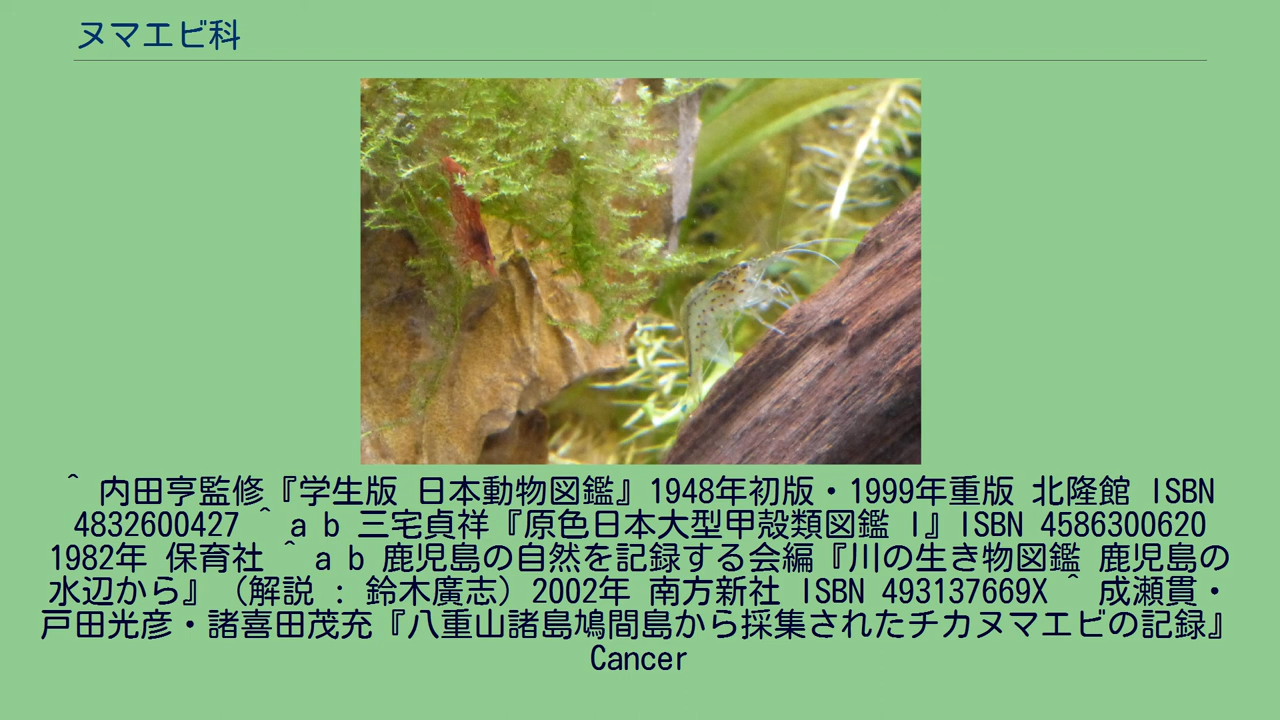 ヌマエビ科
^ 内田亨監修『学生版 日本動物図鑑』1948年初版・1999年重版 北隆館 ISBN
4832600427 ^ a b 三宅貞祥『原色日本大型甲殻類図鑑 I』ISBN 4586300620
1982年 保育社 ^ a b 鹿児島の自然を記録する会編『川の生き物図鑑 鹿児島の
水辺から』（解説 : 鈴木廣志）2002年 南方新社 ISBN 493137669X ^ 成瀬貫・
戸田光彦・諸喜田茂充『八重山諸島鳩間島から採集されたチカヌマエビの記録』
Cancer